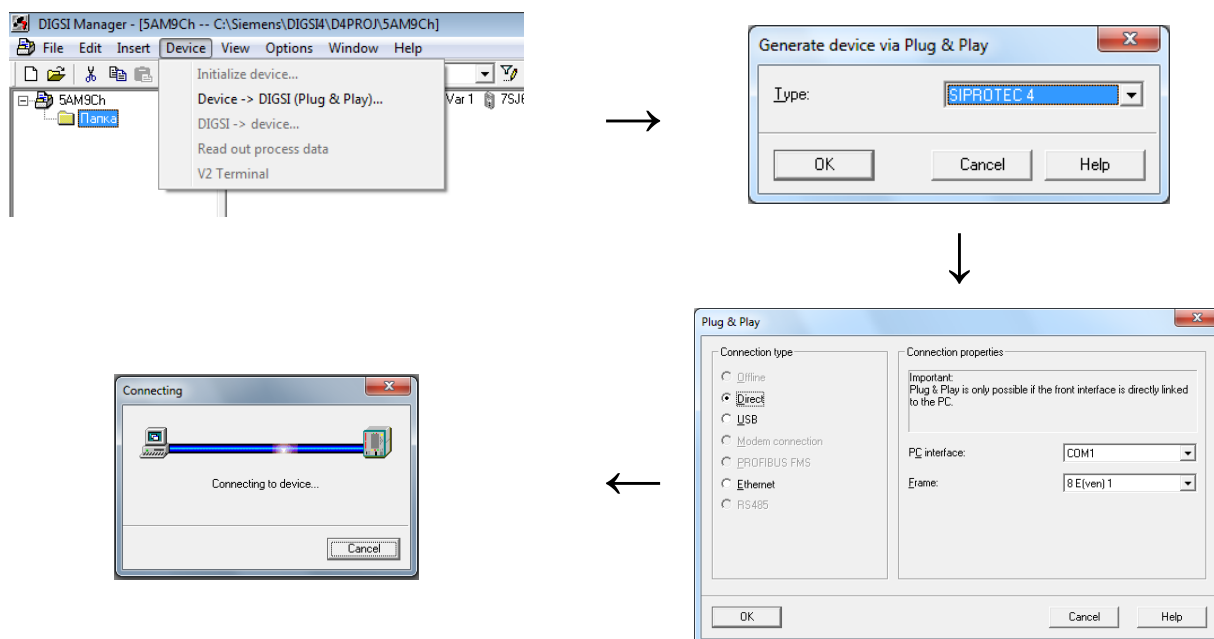 DIGSI Manager - [5AM9Ch -- C:\Siemens\DIGSI4\D4PROJ\5AM9Ch]
File Edit Insert Device View Options Window Help
Initialize device...
Device -> DIGSI (Plug & Play)...
DIGSI -> device...
Read out process data
V2 Terminal
5AM9Ch
Папка
Var 1
Generate device via Plug & Play
Type: SIPROTEC 4
OK Cancel Help
Plug & Play
Connection type
Offline
Direct
USB
Modem connection
PROFIBUS FMS
Ethernet
RS485
Connection properties
Important:
Plug & Play is only possible if the front interface is directly linked
to the PC.
PC interface: COM1
Frame: 8 E(ven) 1
OK Cancel Help
Connecting
Connecting to device...
Cancel